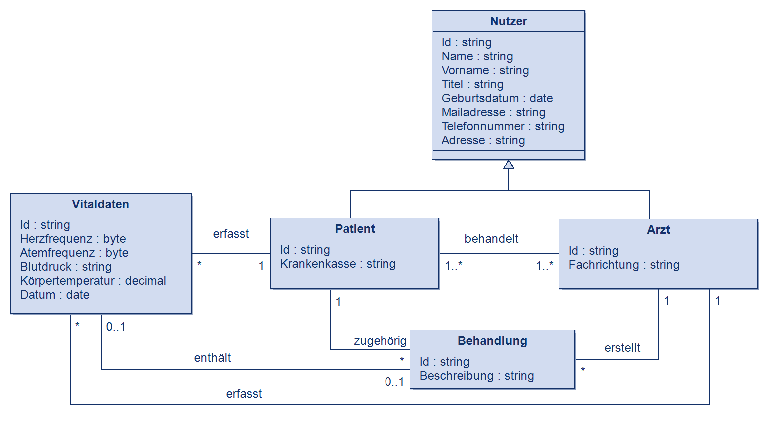 Nutzer
Id : string
Name : string
Vorname : string
Titel : string
Geburtsdatum : date
Mailadresse : string
Telefonnummer : string
Adresse : string
Vitaldaten
Id : string
Herzfrequenz : byte
Atemfrequenz : byte
Blutdruck : string
Körpertemperatur : decimal
Datum : date
erfasst
*
1
Patient
Id : string
Krankenkasse : string
behandelt
1..*
1..*
Arzt
Id : string
Fachrichtung : string
1
1
1
*
0..1
zugehörig
*
Behandlung
Id : string
Beschreibung : string
erstellt
*
enthält
0..1
erfasst